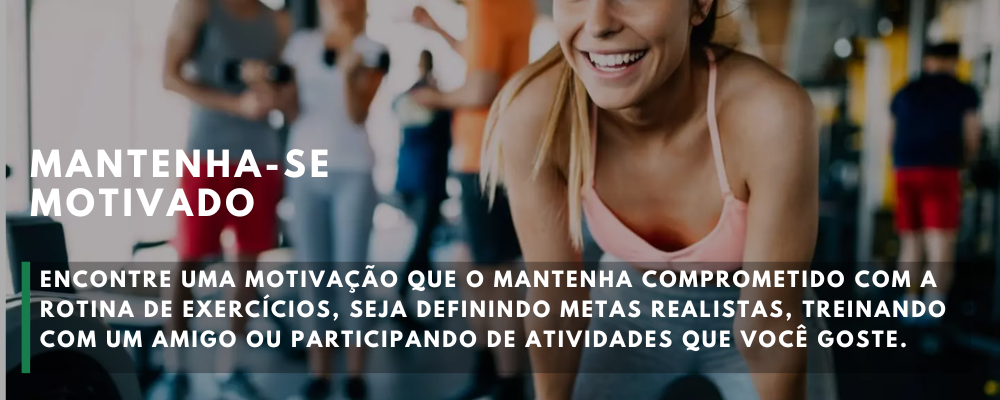 MANTENHA-SE
MOTIVADO
ENCONTRE UMA MOTIVAÇÃO QUE O MANTENHA COMPROMETIDO COM A
ROTINA DE EXERCÍCIOS, SEJA DEFININDO METAS REALISTAS, TREINANDO
COM UM AMIGO OU PARTICIPANDO DE ATIVIDADES QUE VOCÊ GOSTE.